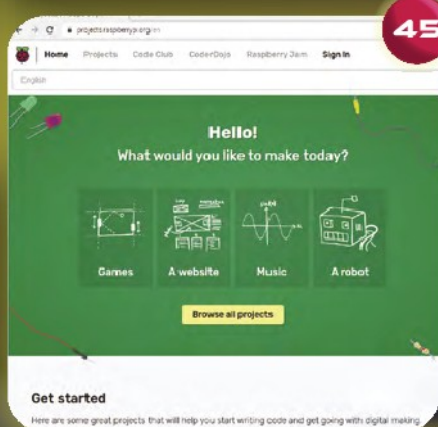 45
projects.raspberrypi.org/en
Home Projects Code Club CoderDojo Raspberry Jam Sign In
English
Hello!
What would you like to make today?
Games A website Music A robot
Browse all projects
Get started
Here are some great projects that will help you start writing code and get going with digital making